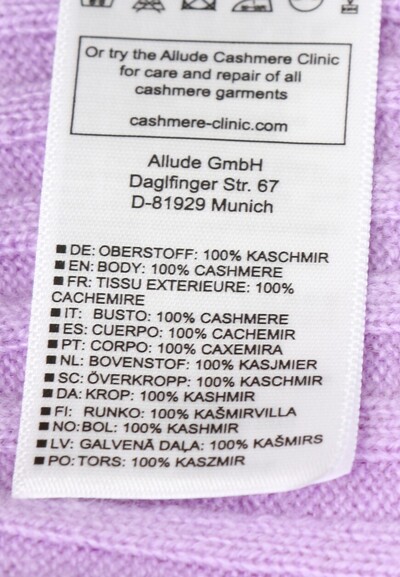 Or try the Allude Cashmere Clinic
for care and repair of all
cashmere garments
cashmere-clinic.com
Allude GmbH
Daglfinger Str. 67
D-81929 Munich
■ DE: OBERSTOFF: 100% KASCHMIR
■ EN: BODY: 100% CASHMERE
■ FR: TISSU EXTERIEURE: 100%
CACHEMIRE
■ IT: BUSTO: 100% CASHMERE
■ ES: CUERPO: 100% CACHEMIR
■ PT: CORPO: 100% CAXEMIRA
■ NL: BOVENSTOF: 100% KASJMIER
■ SC: ÖVERKROPP: 100% KASCHMIR
■ DA: KROP: 100% KASHMIR
■ FI: RUNKO: 100% KAŠMIRVILLA
■ NO: BOL: 100% KASHMIR
■ LV: GALVENĀ DAĻA: 100% KAŠMIRS
■ PO: TORS: 100% KASZMIR